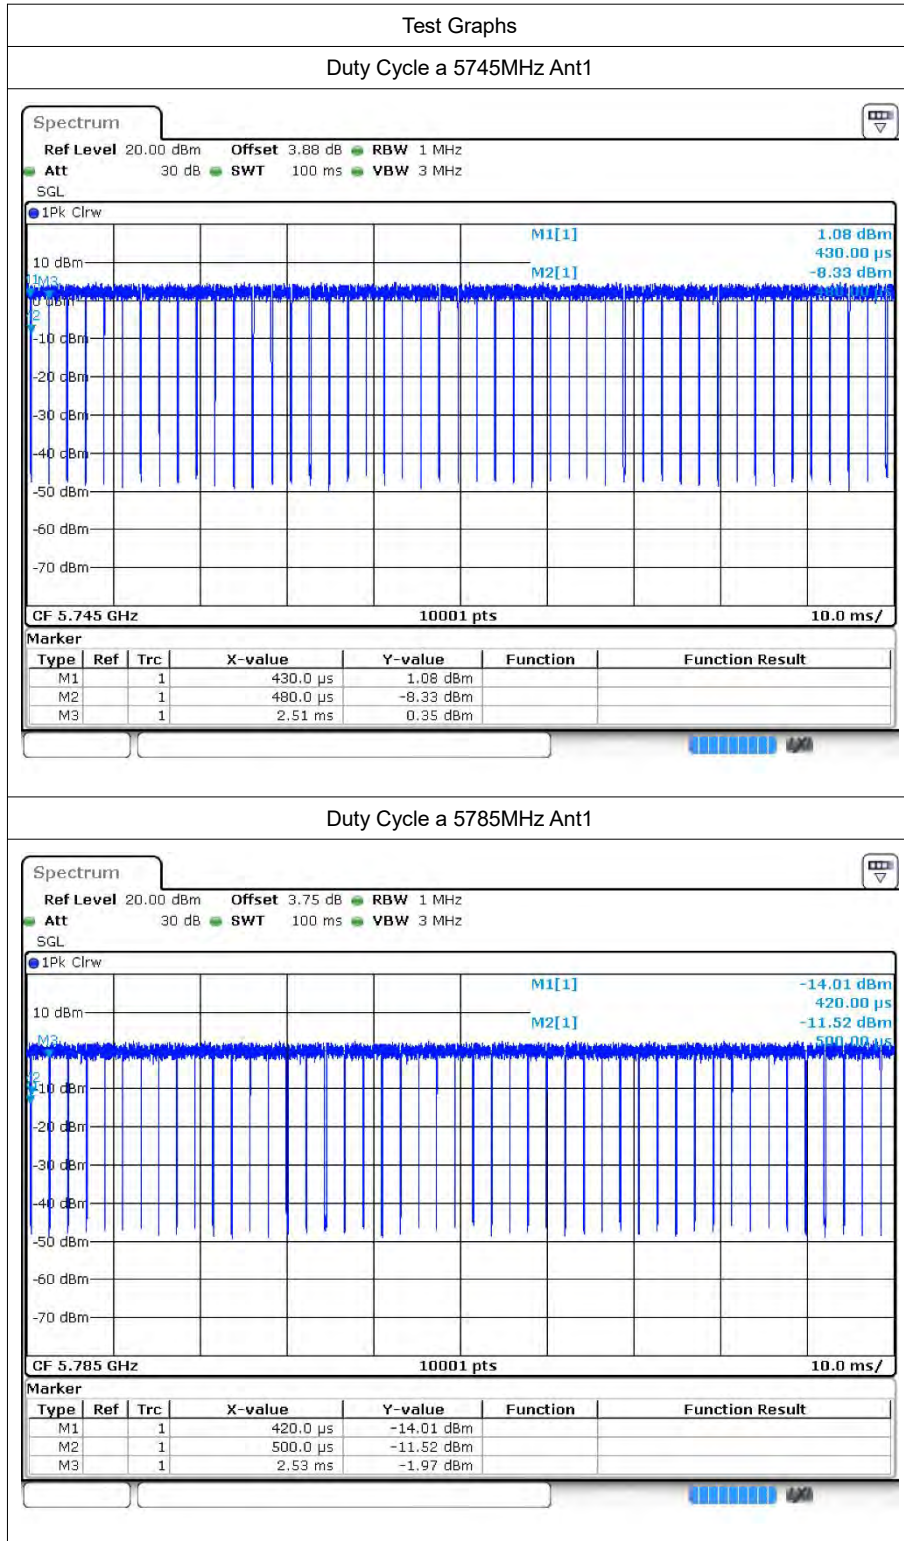 Test Graphs
Duty Cycle a 5745MHz Ant1
Spectrum
Ref Level 20.00 dBm Offset 3.88 dB RBW 1 MHz
Att 30 dB SWT 100 ms VBW 3 MHz
SGL
1Pk Clrw
M1[1] 1.08 dBm
430.00 µs
10 dBm
M2[1] -8.33 dBm
M3
0 dBm
-10 dBm
-20 dBm
-30 dBm
-40 dBm
-50 dBm
-60 dBm
-70 dBm
CF 5.745 GHz 10001 pts 10.0 ms/
Marker
Type Ref Trc X-value Y-value Function Function Result
M1 1 430.0 µs 1.08 dBm
M2 1 480.0 µs -8.33 dBm
M3 1 2.51 ms 0.35 dBm
Duty Cycle a 5785MHz Ant1
Spectrum
Ref Level 20.00 dBm Offset 3.75 dB RBW 1 MHz
Att 30 dB SWT 100 ms VBW 3 MHz
SGL
1Pk Clrw
M1[1] -14.01 dBm
420.00 µs
10 dBm
M2[1] -11.52 dBm
M3 500.00 µs
-10 dBm
-20 dBm
-30 dBm
-40 dBm
-50 dBm
-60 dBm
-70 dBm
CF 5.785 GHz 10001 pts 10.0 ms/
Marker
Type Ref Trc X-value Y-value Function Function Result
M1 1 420.0 µs -14.01 dBm
M2 1 500.0 µs -11.52 dBm
M3 1 2.53 ms -1.97 dBm